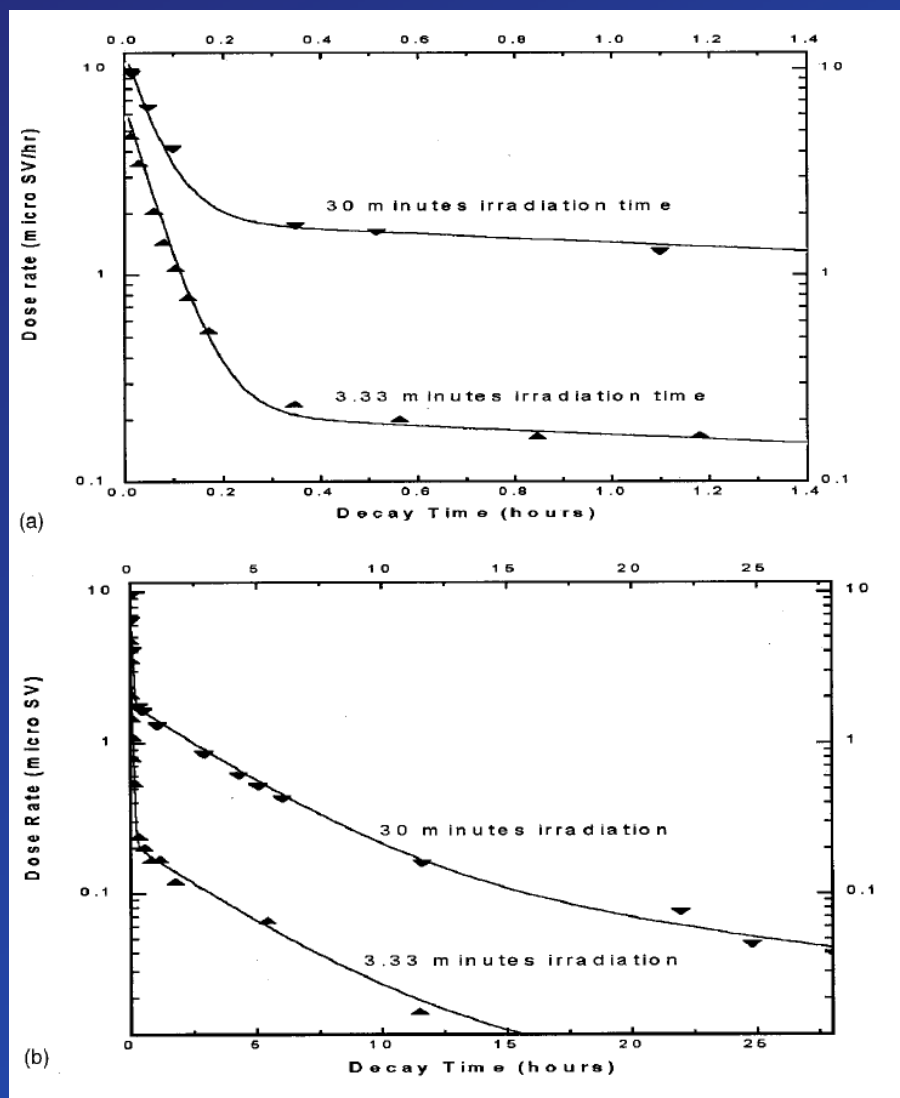 0.0 0.2 0.4 0.6 0.8 1.0 1.2 1.4
10 10
Dose rate (micro SV/hr)
30 minutes irradiation time
1 1
3.33 minutes irradiation time
0.1 0.1
0.0 0.2 0.4 0.6 0.8 1.0 1.2 1.4
Decay Time (hours)
(a)
0 5 10 15 20 25
10 10
Dose Rate (micro SV)
1 1
30 minutes irradiation
0.1 0.1
3.33 minutes irradiation
0 5 10 15 20 25
Decay Time (hours)
(b)